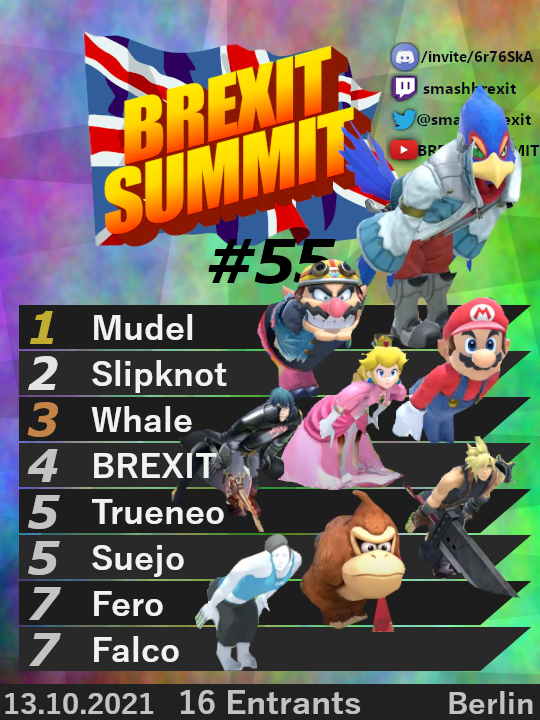 BREXIT
SUMMIT
#55
/invite/6r76SkA
smashbrexit
1 Mudel
2 Slipknot
3 Whale
4 BREXIT
5 Trueneo
5 Suejo
7 Fero
7 Falco
13.10.2021 16 Entrants Berlin